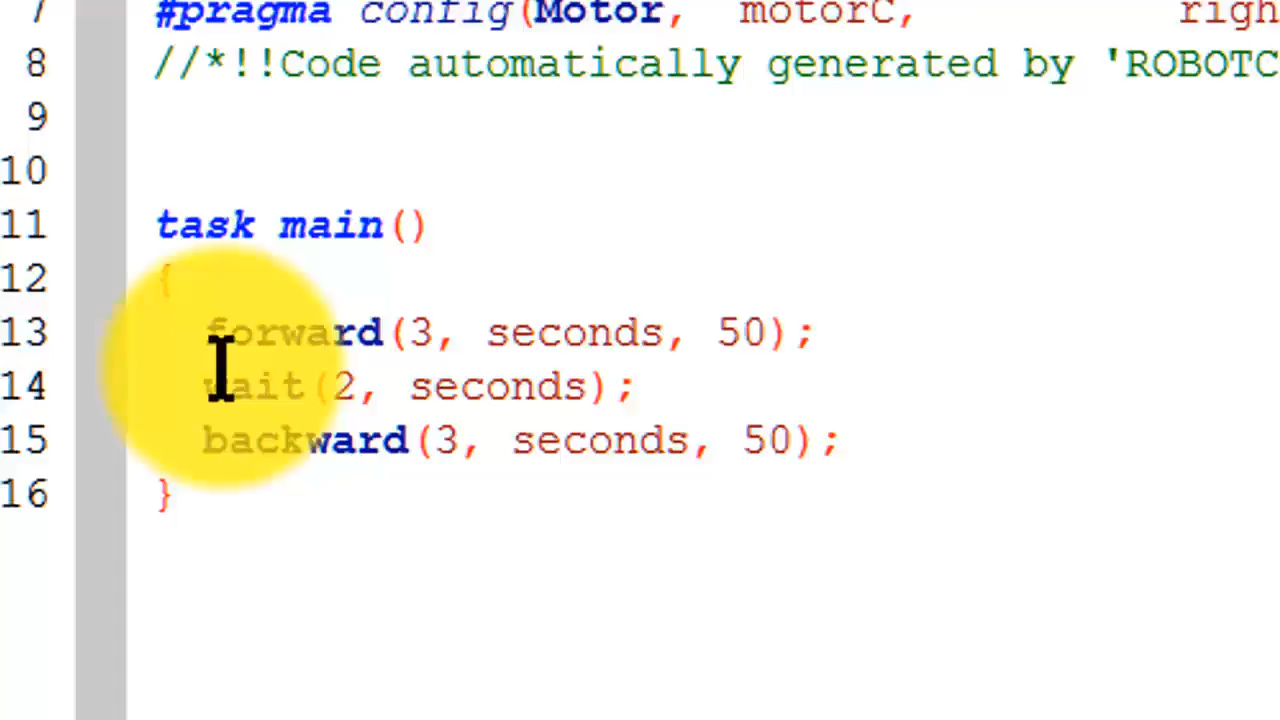 7 #pragma config(Motor, motorC, righ
8 //*!!Code automatically generated by 'ROBOTC
9
10
11 task main()
12 {
13 forward(3, seconds, 50);
14 wait(2, seconds);
15 backward(3, seconds, 50);
16 }